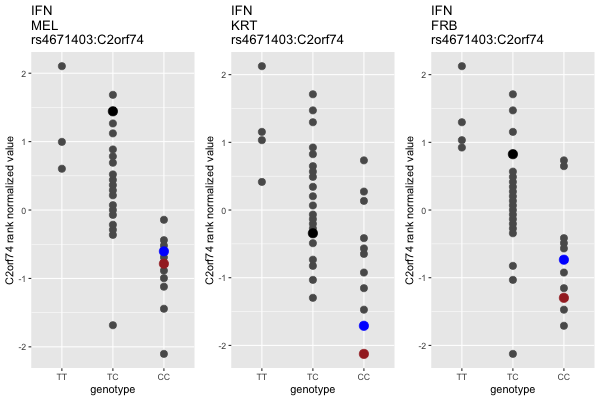 IFN
MEL
rs4671403:C2orf74
C2orf74 rank normalized value
2
1
0
-1
-2
TT
TC
CC
genotype
IFN
KRT
rs4671403:C2orf74
C2orf74 rank normalized value
2
1
0
-1
-2
TT
TC
CC
genotype
IFN
FRB
rs4671403:C2orf74
C2orf74 rank normalized value
2
1
0
-1
-2
TT
TC
CC
genotype